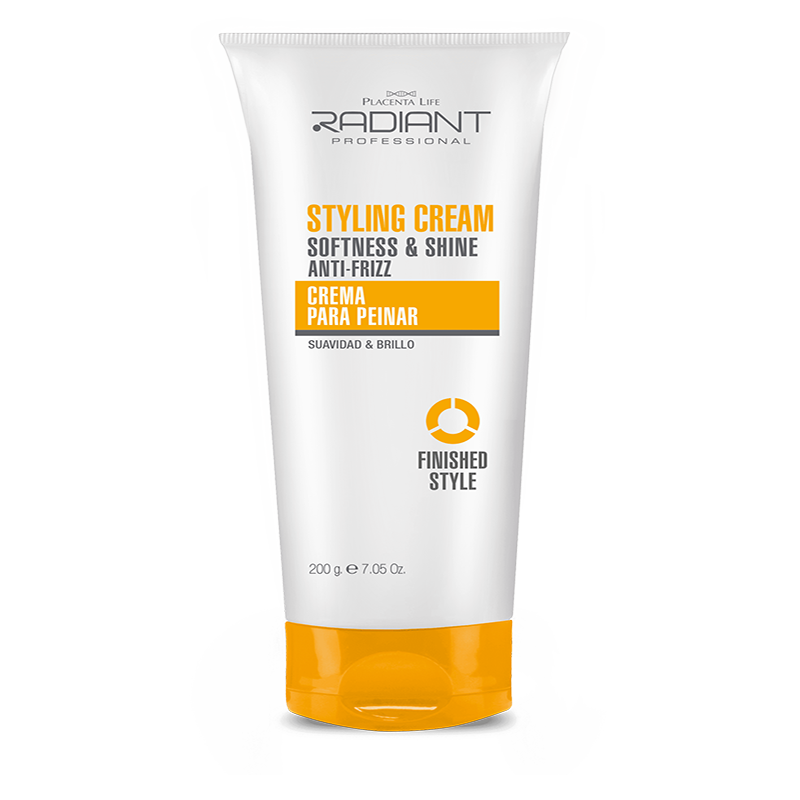 PLACENTA LIFE
RADIANT
PROFESSIONAL
STYLING CREAM
SOFTNESS & SHINE
ANTI-FRIZZ
CREMA
PARA PEINAR
SUAVIDAD & BRILLO
FINISHED
STYLE
200 g. ℮ 7.05 Oz.